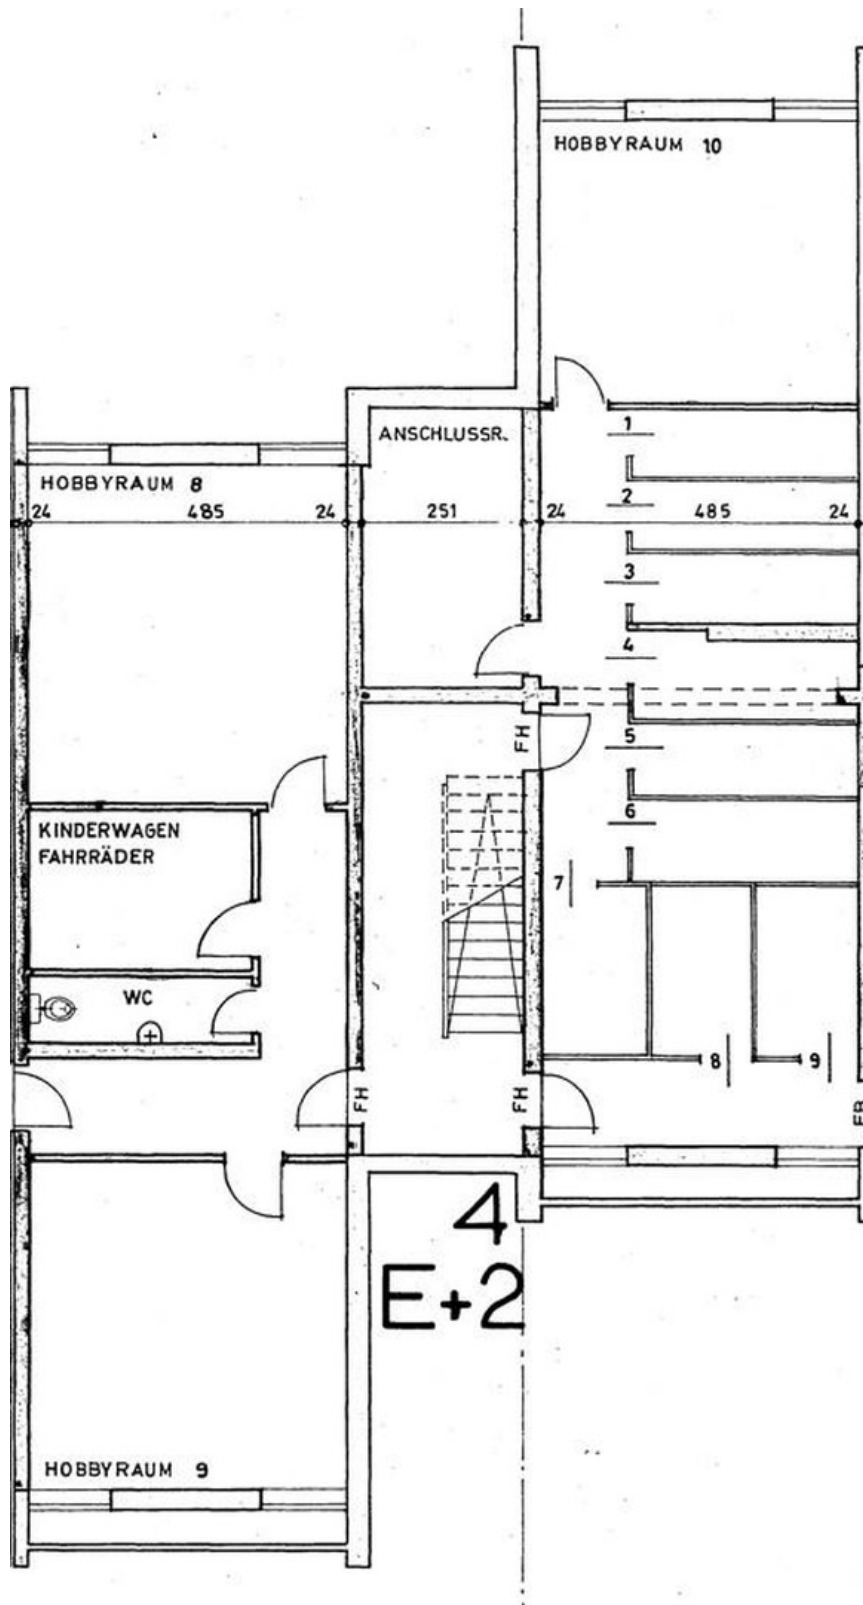 HOBBYRAUM 10
ANSCHLUSSR.
1
HOBBYRAUM 8
2
24 485 24 251 24 485 24
3
4
FH
5
6
KINDERWAGEN
FAHRRÄDER
7
WC
8 9
FH FH
4
E+2
HOBBYRAUM 9